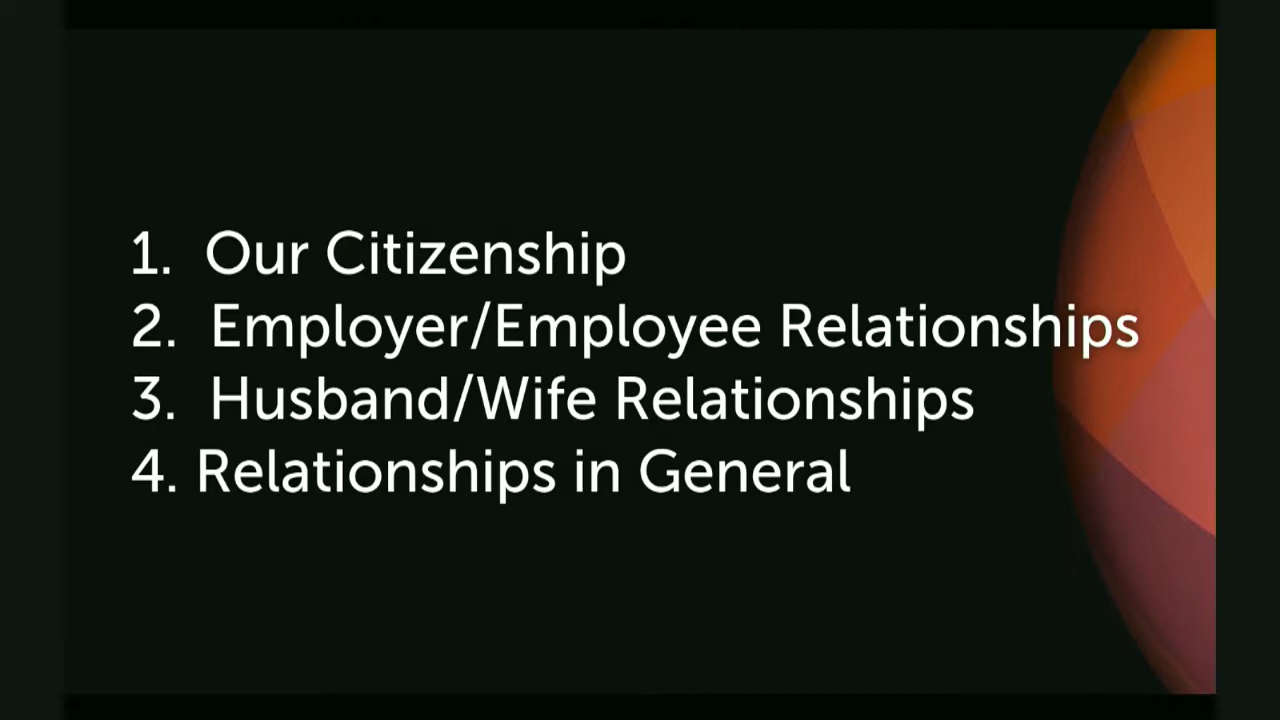 1. Our Citizenship
2. Employer/Employee Relationships
3. Husband/Wife Relationships
4. Relationships in General